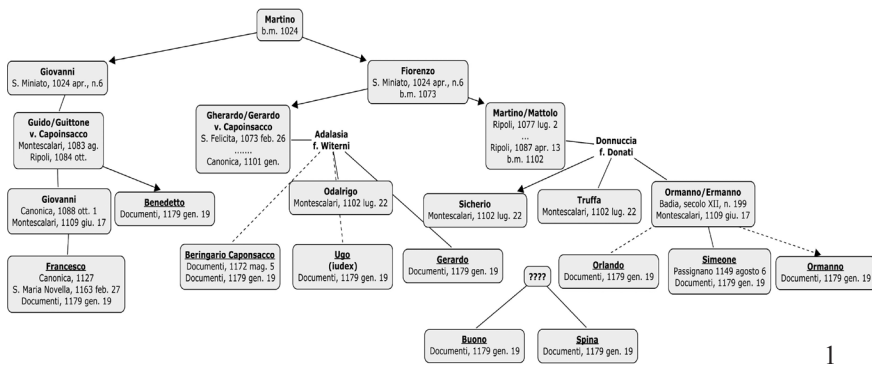 Martino
b.m. 1024
Giovanni
S. Miniato, 1024 apr., n.6
Fiorenzo
S. Miniato, 1024 apr., n.6
b.m. 1073
Guido/Guittone
v. Capoinsacco
Montescalari, 1083 ag.
Ripoli, 1084 ott.
Gherardo/Gerardo
v. Capoinsacco
S. Felicita, 1073 feb. 26
.......
Canonica, 1101 gen.
Adalasia
f. Witerni
Martino/Mattolo
Ripoli, 1077 lug. 2
...
Ripoli, 1087 apr. 13
b.m. 1102
Donnuccia
f. Donati
Giovanni
Canonica, 1088 ott. 1
Montescalari, 1109 giu. 17
Benedetto
Documenti, 1179 gen. 19
Odalrigo
Montescalari, 1102 lug. 22
Sicherio
Montescalari, 1102 lug. 22
Truffa
Montescalari, 1102 lug. 22
Ormanno/Ermanno
Badia, secolo XII, n. 199
Montescalari, 1109 giu. 17
Francesco
Canonica, 1127
S. Maria Novella, 1163 feb. 27
Documenti, 1179 gen. 19
Beringario Caponsacco
Documenti, 1172 mag. 5
Documenti, 1179 gen. 19
Ugo
(iudex)
Documenti, 1179 gen. 19
Gerardo
Documenti, 1179 gen. 19
????
Orlando
Documenti, 1179 gen. 19
Simeone
Passignano 1149 agosto 6
Documenti, 1179 gen. 19
Ormanno
Documenti, 1179 gen. 19
Buono
Documenti, 1179 gen. 19
Spina
Documenti, 1179 gen. 19
1